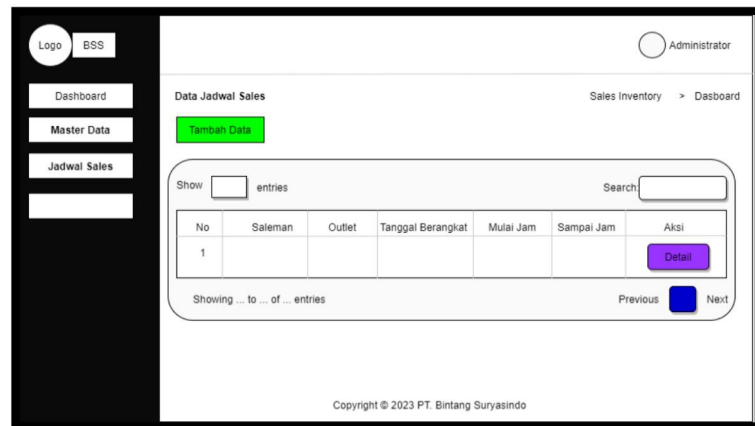 Logo BSS
Administrator
Dashboard
Master Data
Jadwal Sales
Data Jadwal Sales
Sales Inventory > Dasboard
Tambah Data
Show entries
Search:
No Saleman Outlet Tanggal Berangkat Mulai Jam Sampai Jam Aksi
1 Detail
Showing ... to ... of ... entries
Previous Next
Copyright © 2023 PT. Bintang Suryasindo